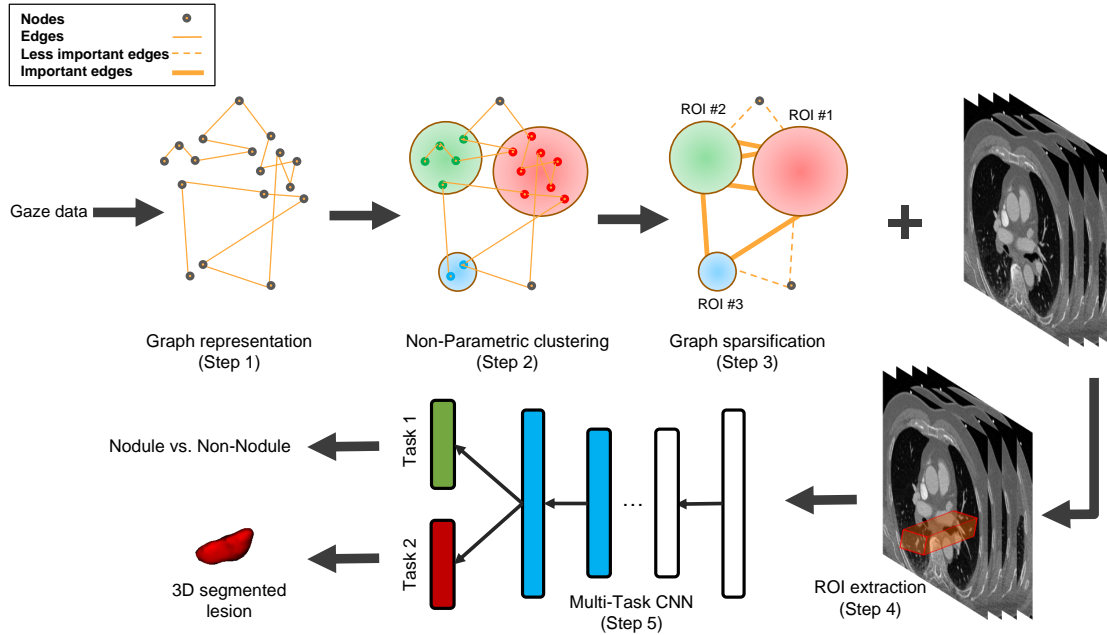 Nodes
Edges
Less important edges
Important edges
ROI #2
ROI #1
ROI #3
Gaze data
Graph representation
(Step 1)
Non-Parametric clustering
(Step 2)
Graph sparsification
(Step 3)
Nodule vs. Non-Nodule
Task 1
Task 2
...
3D segmented
lesion
Multi-Task CNN
(Step 5)
ROI extraction
(Step 4)